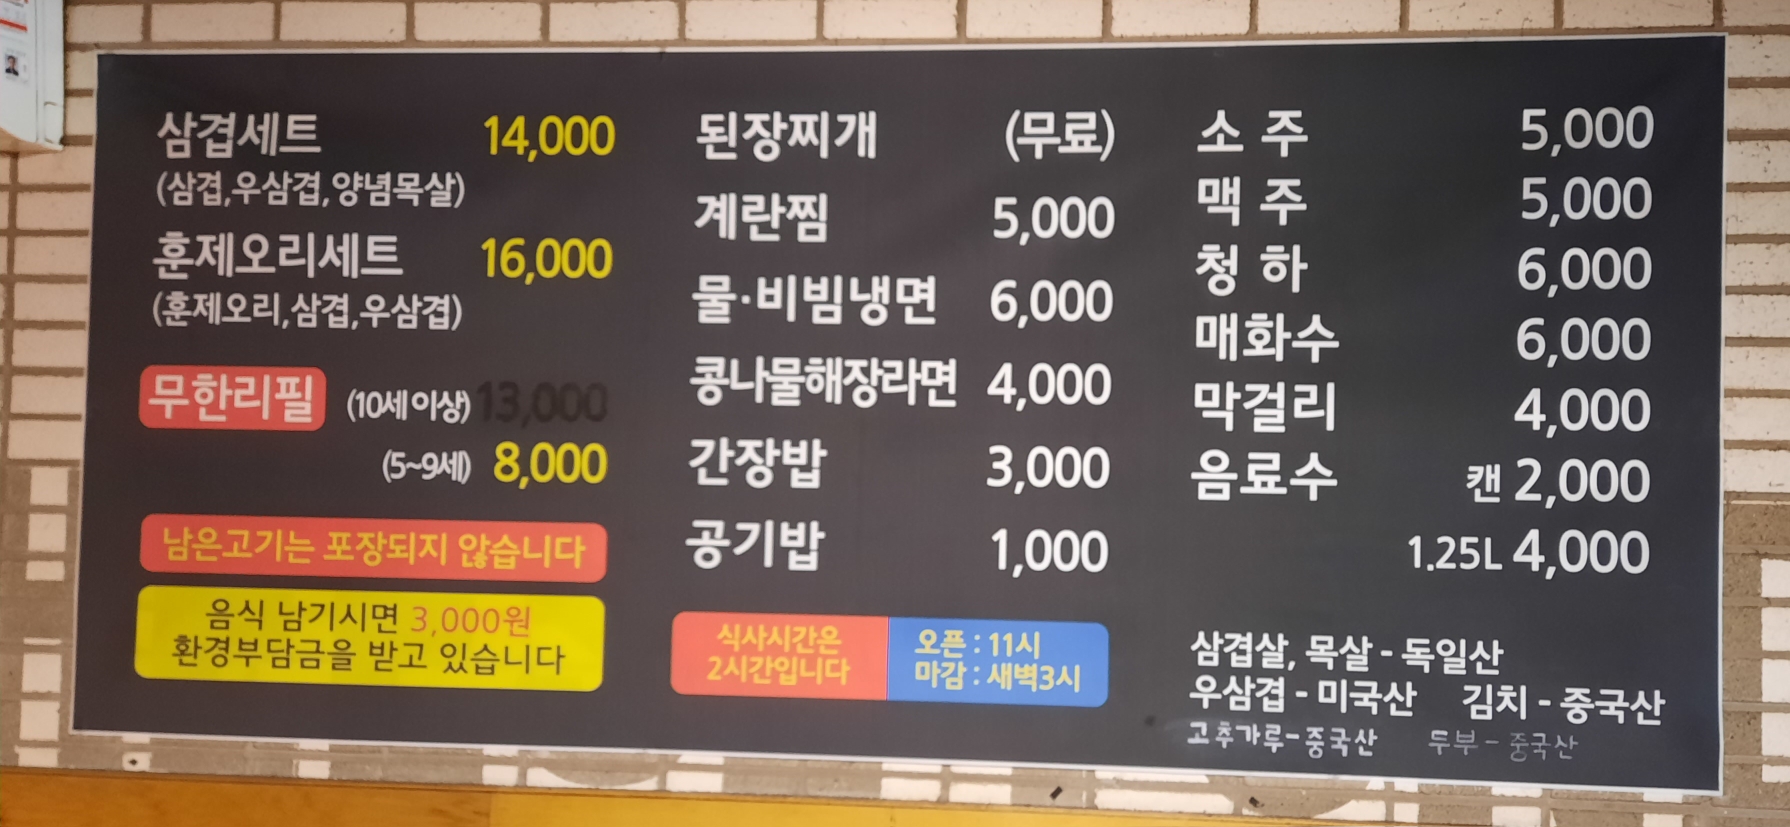 삼겹세트 14,000
(삼겹,우삼겹,양념목살)
훈제오리세트 16,000
(훈제오리,삼겹,우삼겹)
무한리필 (10세이상) 13,000
(5~9세) 8,000
남은고기는 포장되지 않습니다
음식 남기시면 3,000원
환경부담금을 받고 있습니다
된장찌개 (무료)
계란찜 5,000
물·비빔냉면 6,000
콩나물해장라면 4,000
간장밥 3,000
공기밥 1,000
식사시간은
2시간입니다
오픈 : 11시
마감 : 새벽3시
소 주 5,000
맥 주 5,000
청 하 6,000
매화수 6,000
막걸리 4,000
음료수 캔 2,000
1.25L 4,000
삼겹살, 목살 - 독일산
우삼겹 - 미국산 김치 - 중국산
고추가루 - 중국산 두부 - 중국산